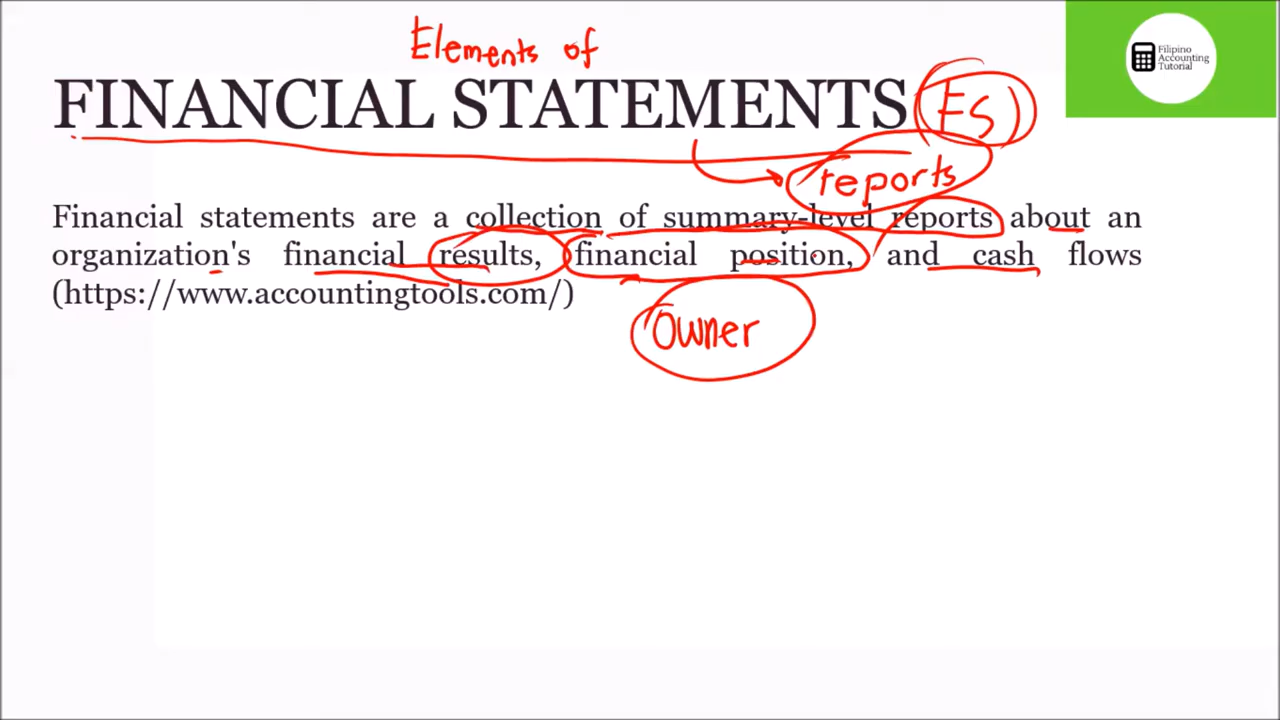 Elements of
FINANCIAL STATEMENTS (FS)
Filipino
Accounting
Tutorial
reports
Financial statements are a collection of summary-level reports about an
organization's financial results, financial position, and cash flows
(https://www.accountingtools.com/)
Owner